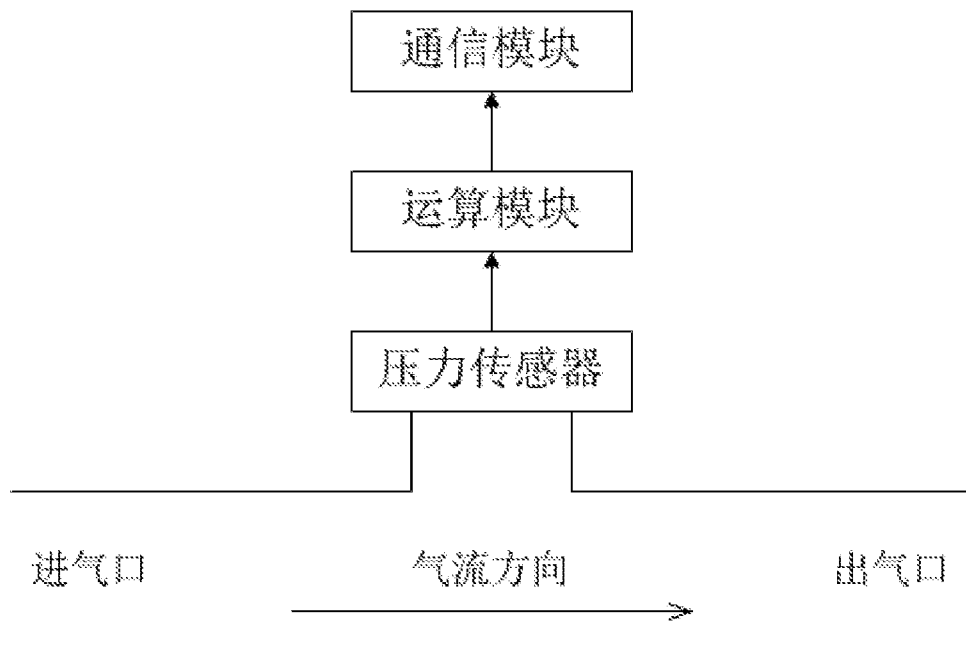 通信模块
运算模块
压力传感器
进气口 气流方向 出气口